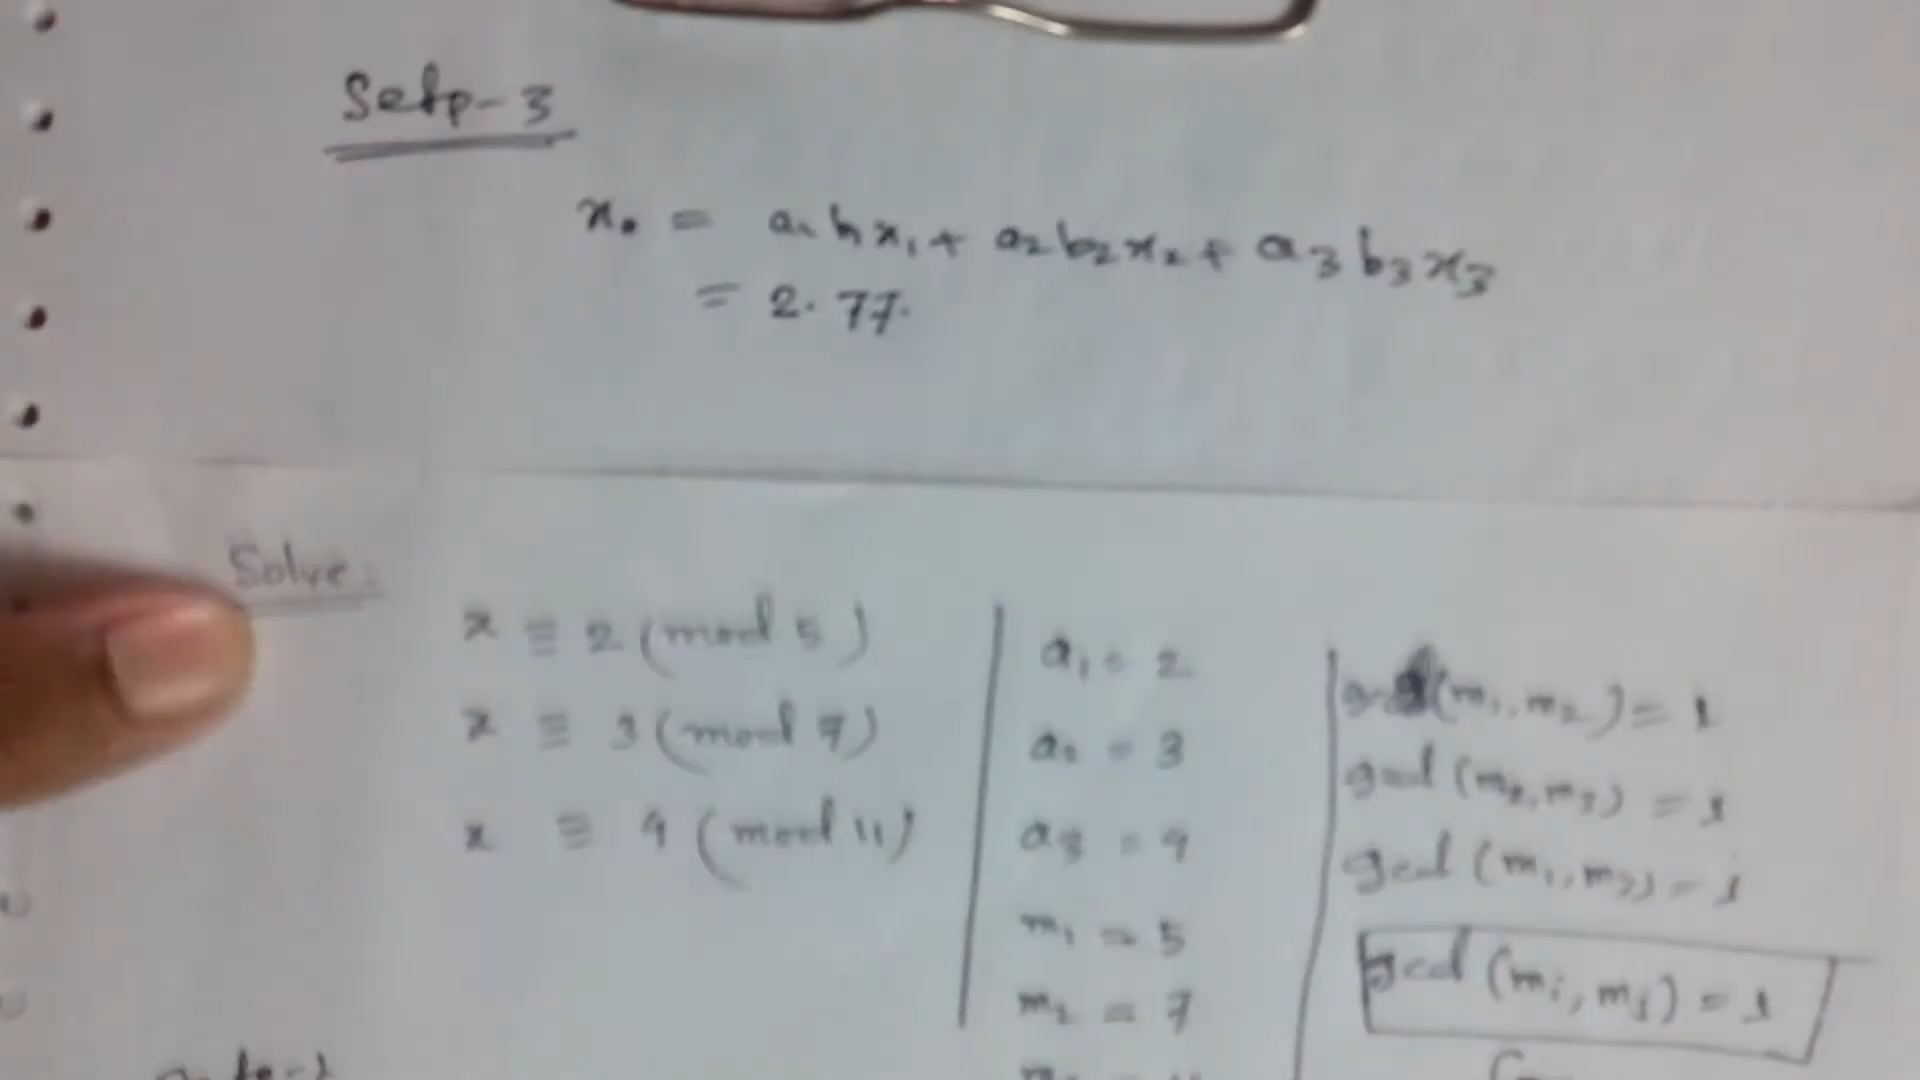 Setp-3
x₀ = a₁b₁x₁ + a₂b₂x₂ + a₃b₃x₃
= 2.77.
Solve:
x ≡ 2 (mod 5)
x ≡ 3 (mod 7)
x ≡ 4 (mod 11)
a₁ = 2
a₂ = 3
a₃ = 4
m₁ = 5
m₂ = 7
gcd (m₁, m₂) = 1
gcd (m₂, m₃) = 1
gcd (m₁, m₃) = 1
gcd (mᵢ, mⱼ) = 1